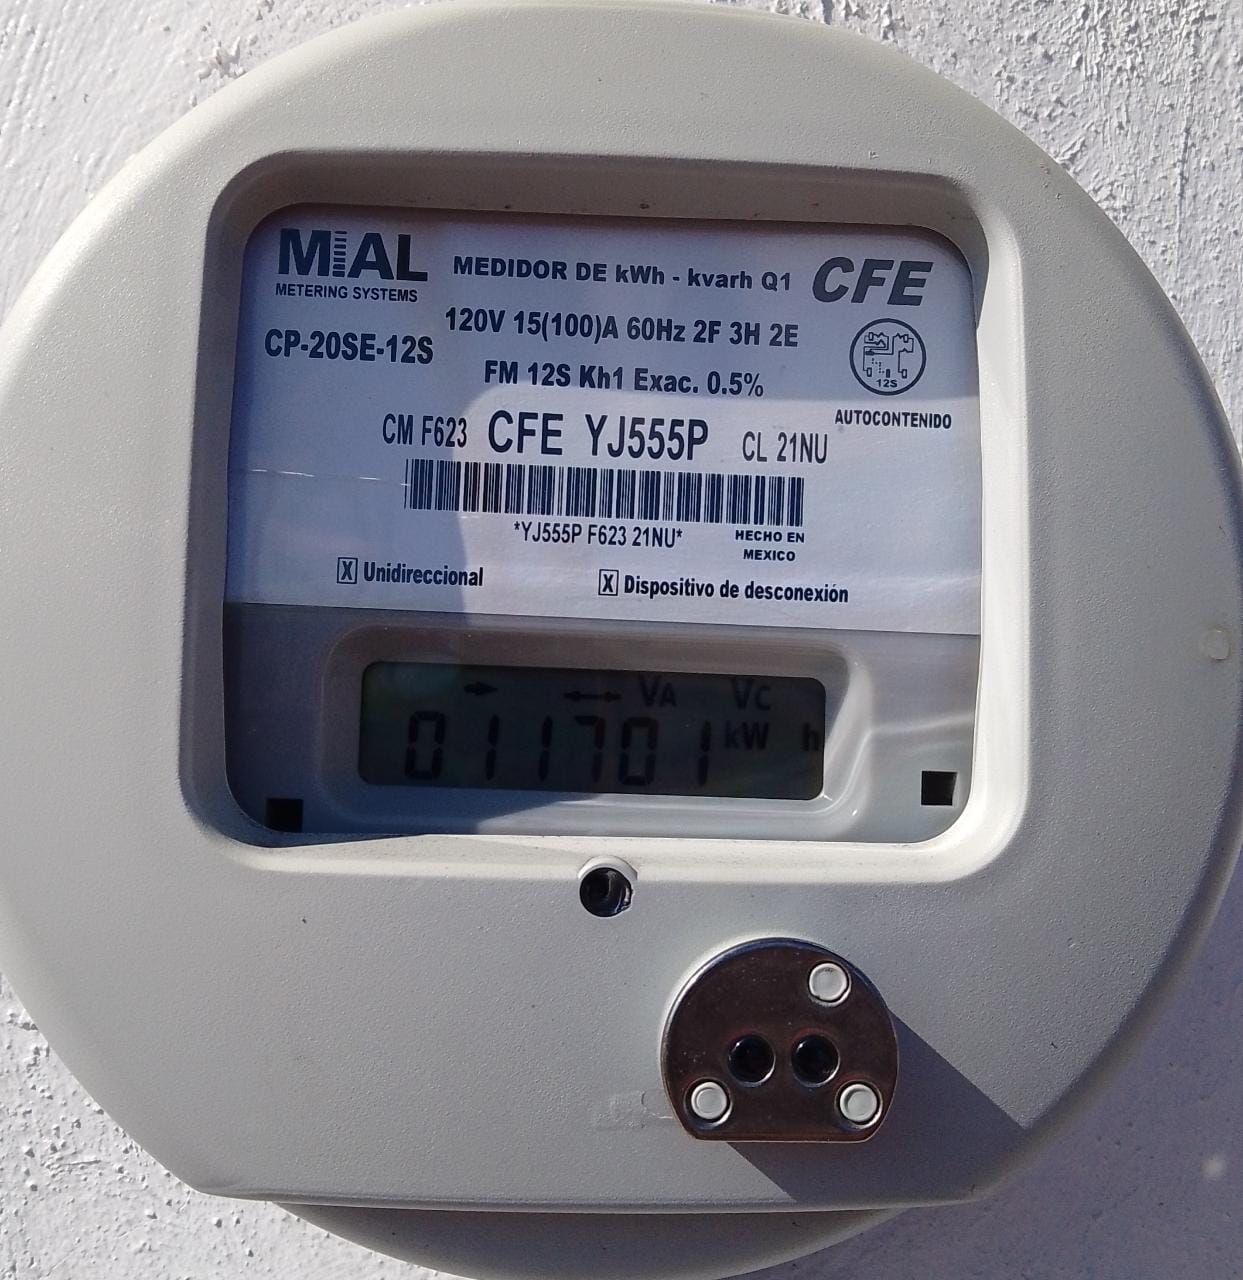 MIAL
METERING SYSTEMS
MEDIDOR DE kWh - kvarh Q1
CFE
120V 15(100)A 60Hz 2F 3H 2E
CP-20SE-12S
FM 12S Kh1 Exac. 0.5%
12S
AUTOCONTENIDO
CM F623 CFE YJ555P CL 21NU
*YJ555P F623 21NU*
HECHO EN
MEXICO
X Unidireccional
X Dispositivo de desconexión
VA VC
011701 kW h